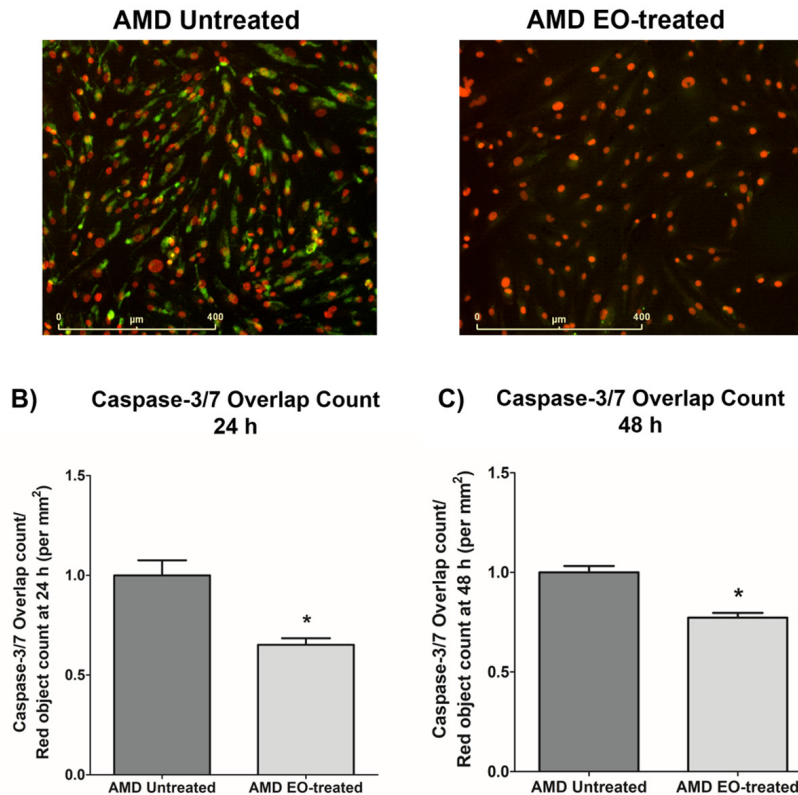 AMD Untreated
AMD EO-treated
0 µm 400
0 µm 400
B) Caspase-3/7 Overlap Count
24 h
Caspase-3/7 Overlap count/
Red object count at 24 h (per mm²)
1.5
1.0
0.5
0.0
*
AMD Untreated
AMD EO-treated
C) Caspase-3/7 Overlap Count
48 h
Caspase-3/7 Overlap count/
Red object count at 48 h (per mm²)
1.5
1.0
0.5
0.0
*
AMD Untreated
AMD EO-treated